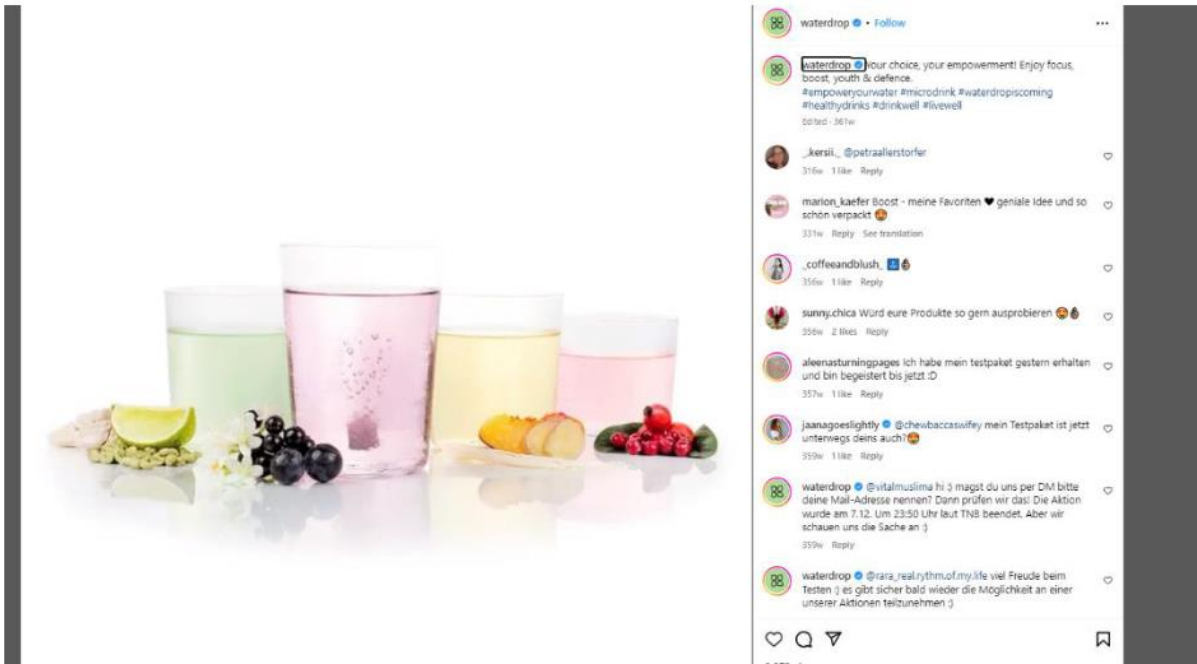 waterdrop • Follow
waterdrop Your choice, your empowerment! Enjoy focus,
boost, youth & defence.
#empoweryourwater #microdrink #waterdropiscoming
#healthydrinks #drinkwell #livewell
Edited · 361w
_.kersii._ @petraallerstorfer
316w 1 like Reply
marion_kaefer Boost - meine Favoriten 🖤 geniale Idee und so
schön verpackt 🤩
331w Reply See translation
_coffeeandblush_
356w 1 like Reply
sunny.chica Würd eure Produkte so gern ausprobieren
356w 2 likes Reply
aleenasturningpages Ich habe mein testpaket gestern erhalten
und bin begeistert bis jetzt :D
357w 1 like Reply
jaanagoeslightly @chewbaccaswifey mein Testpaket ist jetzt
unterwegs deins auch?
359w 1 like Reply
waterdrop @vitalmuslima hi :) magst du uns per DM bitte
deine Mail-Adresse nennen? Dann prüfen wir das! Die Aktion
wurde am 7.12. Um 23:50 Uhr laut TNB beendet. Aber wir
schauen uns die Sache an :)
359w Reply
waterdrop @rara_real.rythm.of.my.life viel Freude beim
Testen :) es gibt sicher bald wieder die Möglichkeit an einer
unserer Aktionen teilzunehmen :)